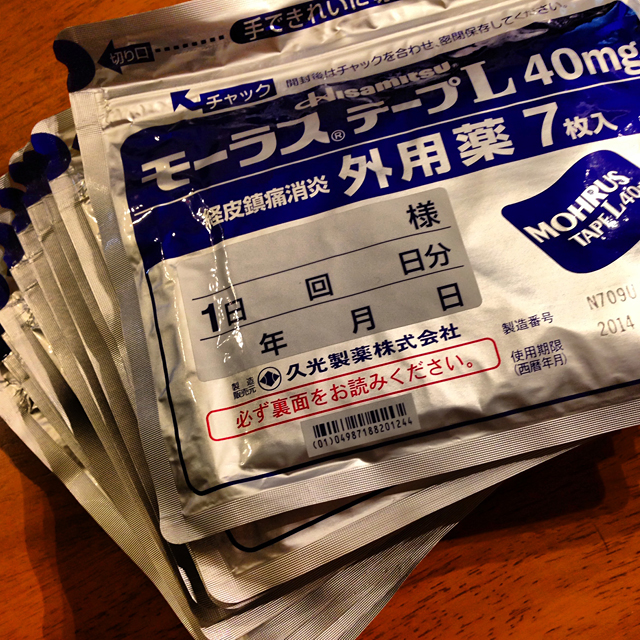 切り口
手できれいに
チャック
開封後はチャックを合わせ、密閉保存してください。
Hisamitsu
モーラス®テープL 40mg
経皮鎮痛消炎 外用薬 7枚入
MOHRUS
TAPE L40
様
1日 回 日分
年 月 日
製造番号 N709U
使用期限 2014
(西暦年月)
製造
販売元
久光製薬株式会社
必ず裏面をお読みください。
(01)04987188201244